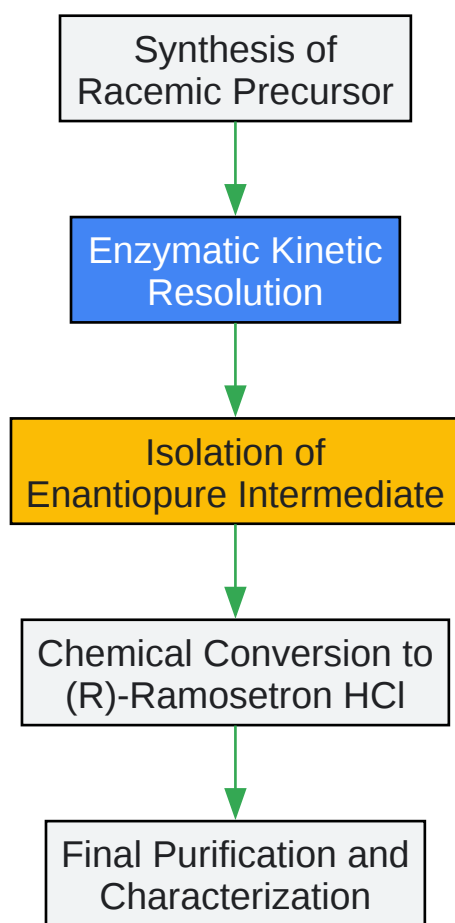 Synthesis of
Racemic Precursor
Enzymatic Kinetic
Resolution
Isolation of
Enantiopure Intermediate
Chemical Conversion to
(R)-Ramosetron HCl
Final Purification and
Characterization